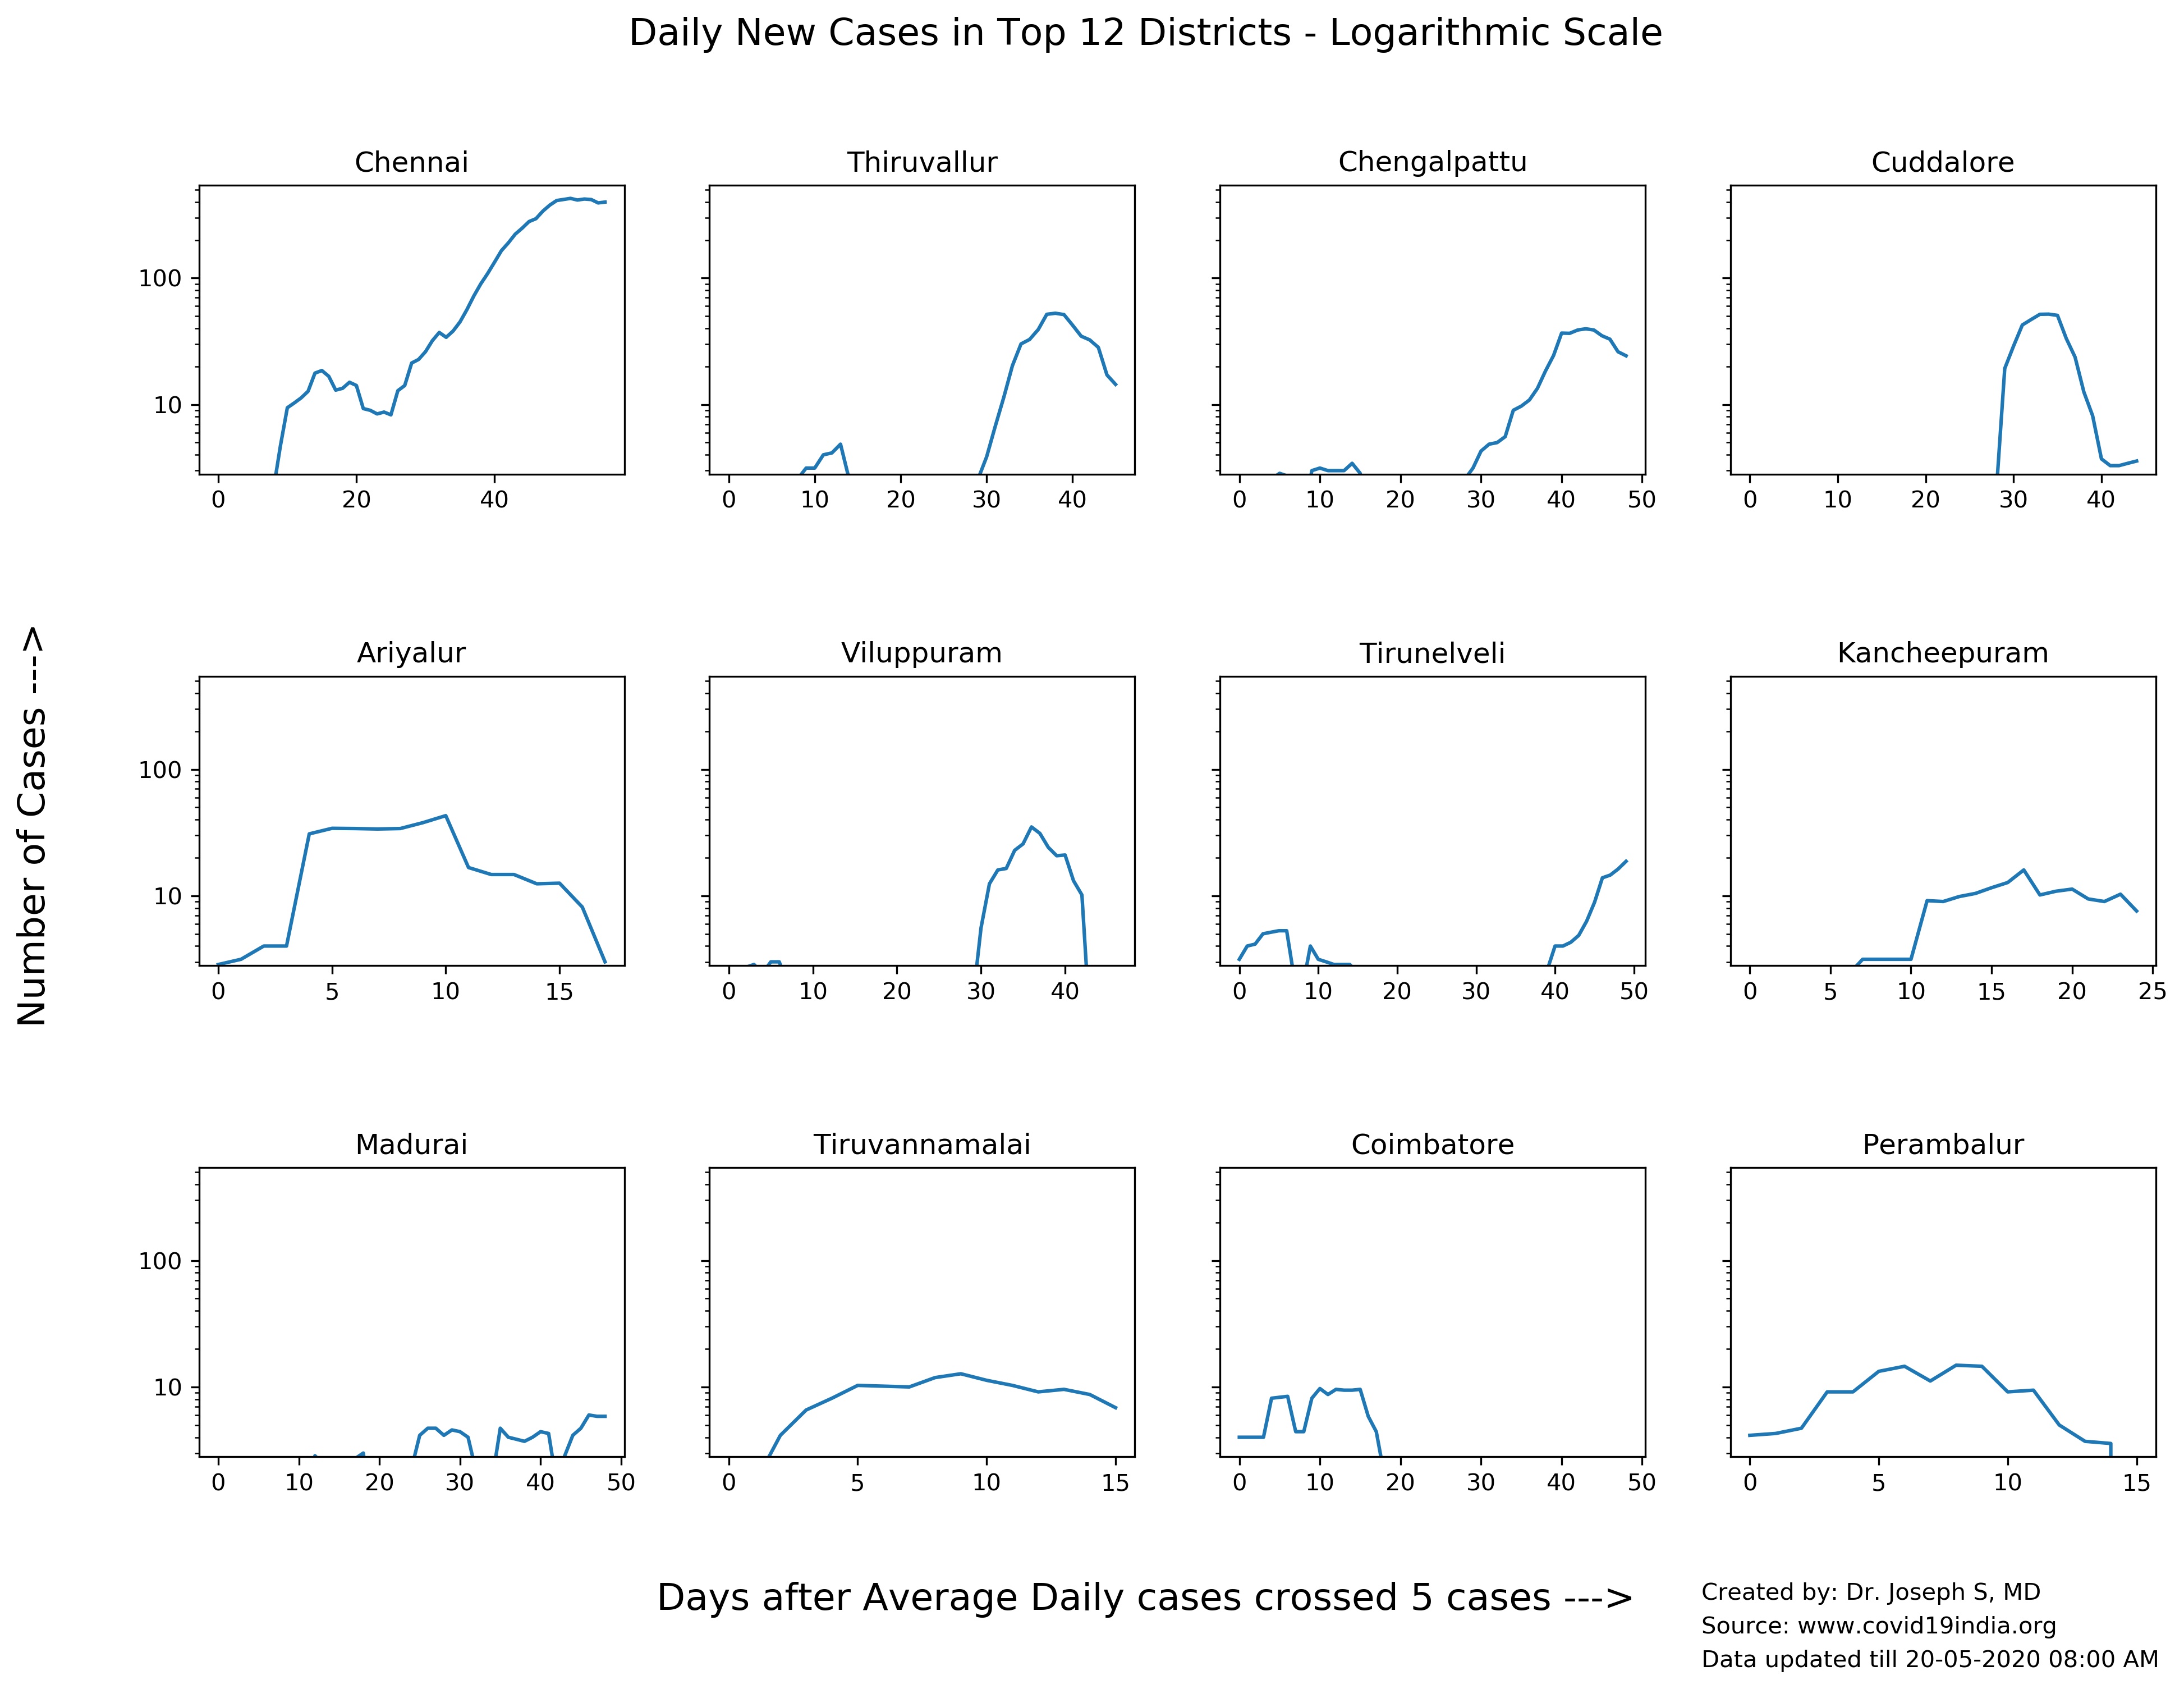 Daily New Cases in Top 12 Districts - Logarithmic Scale
Chennai
Thiruvallur
Chengalpattu
Cuddalore
100
10
0 20 40
0 10 20 30 40
0 10 20 30 40 50
0 10 20 30 40
Number of Cases --->
Ariyalur
Viluppuram
Tirunelveli
Kancheepuram
100
10
0 5 10 15
0 10 20 30 40
0 10 20 30 40 50
0 5 10 15 20 25
Madurai
Tiruvannamalai
Coimbatore
Perambalur
100
10
0 10 20 30 40 50
0 5 10 15
0 10 20 30 40 50
0 5 10 15
Days after Average Daily cases crossed 5 cases --->
Created by: Dr. Joseph S, MD
Source: www.covid19india.org
Data updated till 20-05-2020 08:00 AM